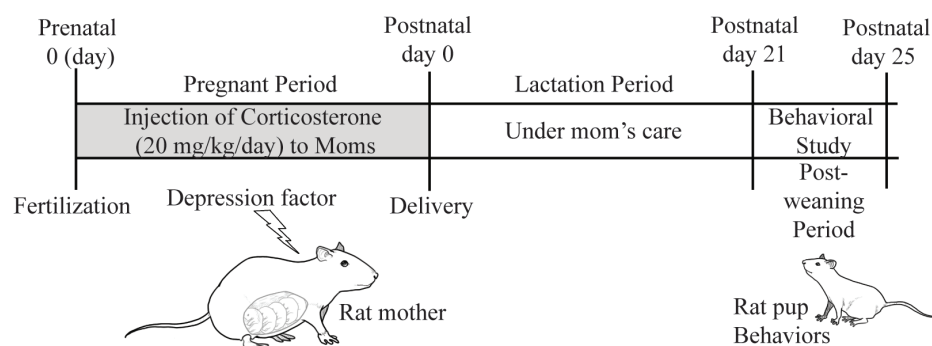 Prenatal
0 (day)
Postnatal
day 0
Postnatal
day 21
Postnatal
day 25
Pregnant Period
Lactation Period
Injection of Corticosterone
(20 mg/kg/day) to Moms
Under mom's care
Behavioral
Study
Fertilization
Depression factor
Delivery
Post-
weaning
Period
Rat mother
Rat pup
Behaviors